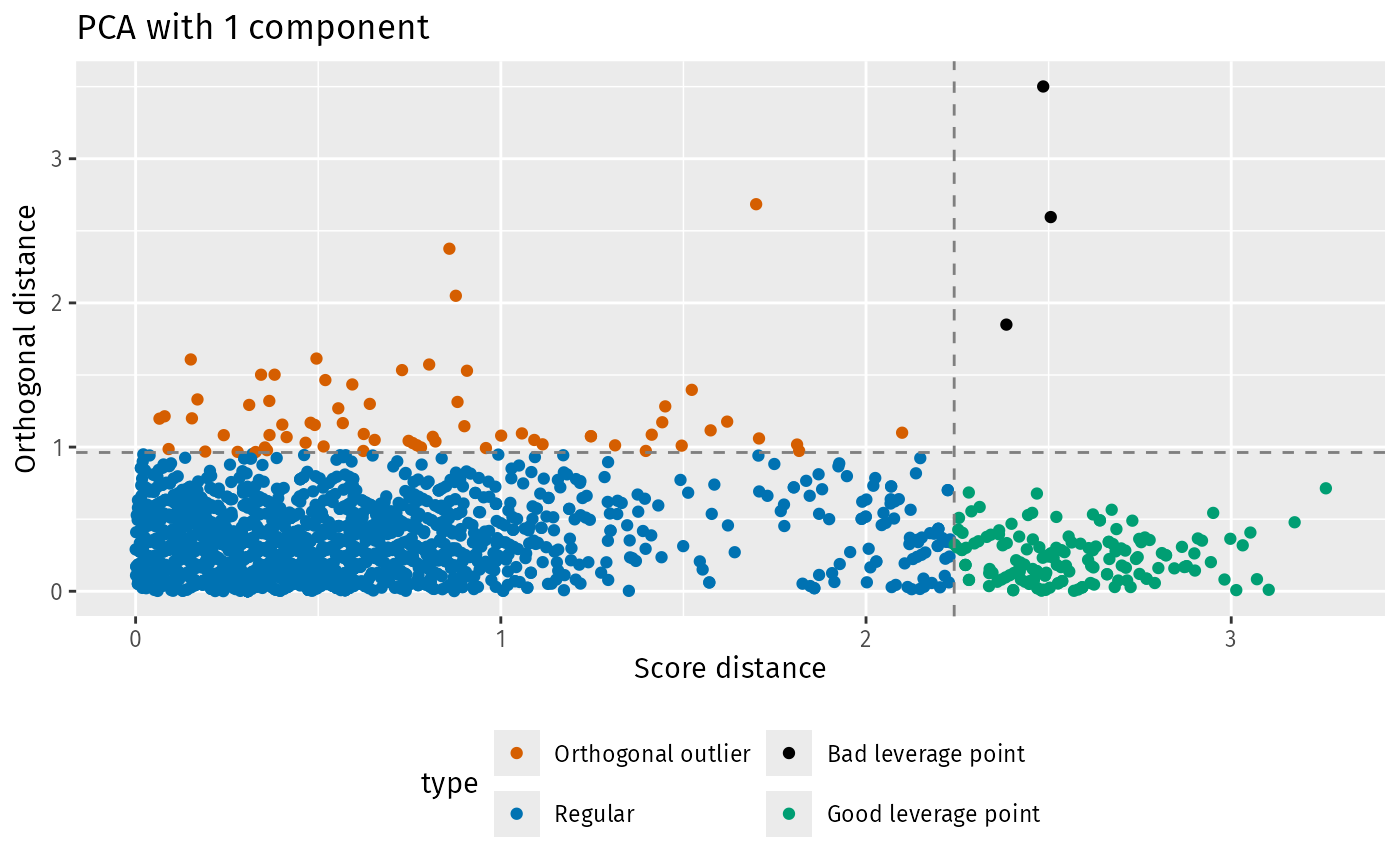 PCA with 1 component
Orthogonal distance
3
2
1
0
0 1 2 3
Score distance
type
Orthogonal outlier
Bad leverage point
Regular
Good leverage point